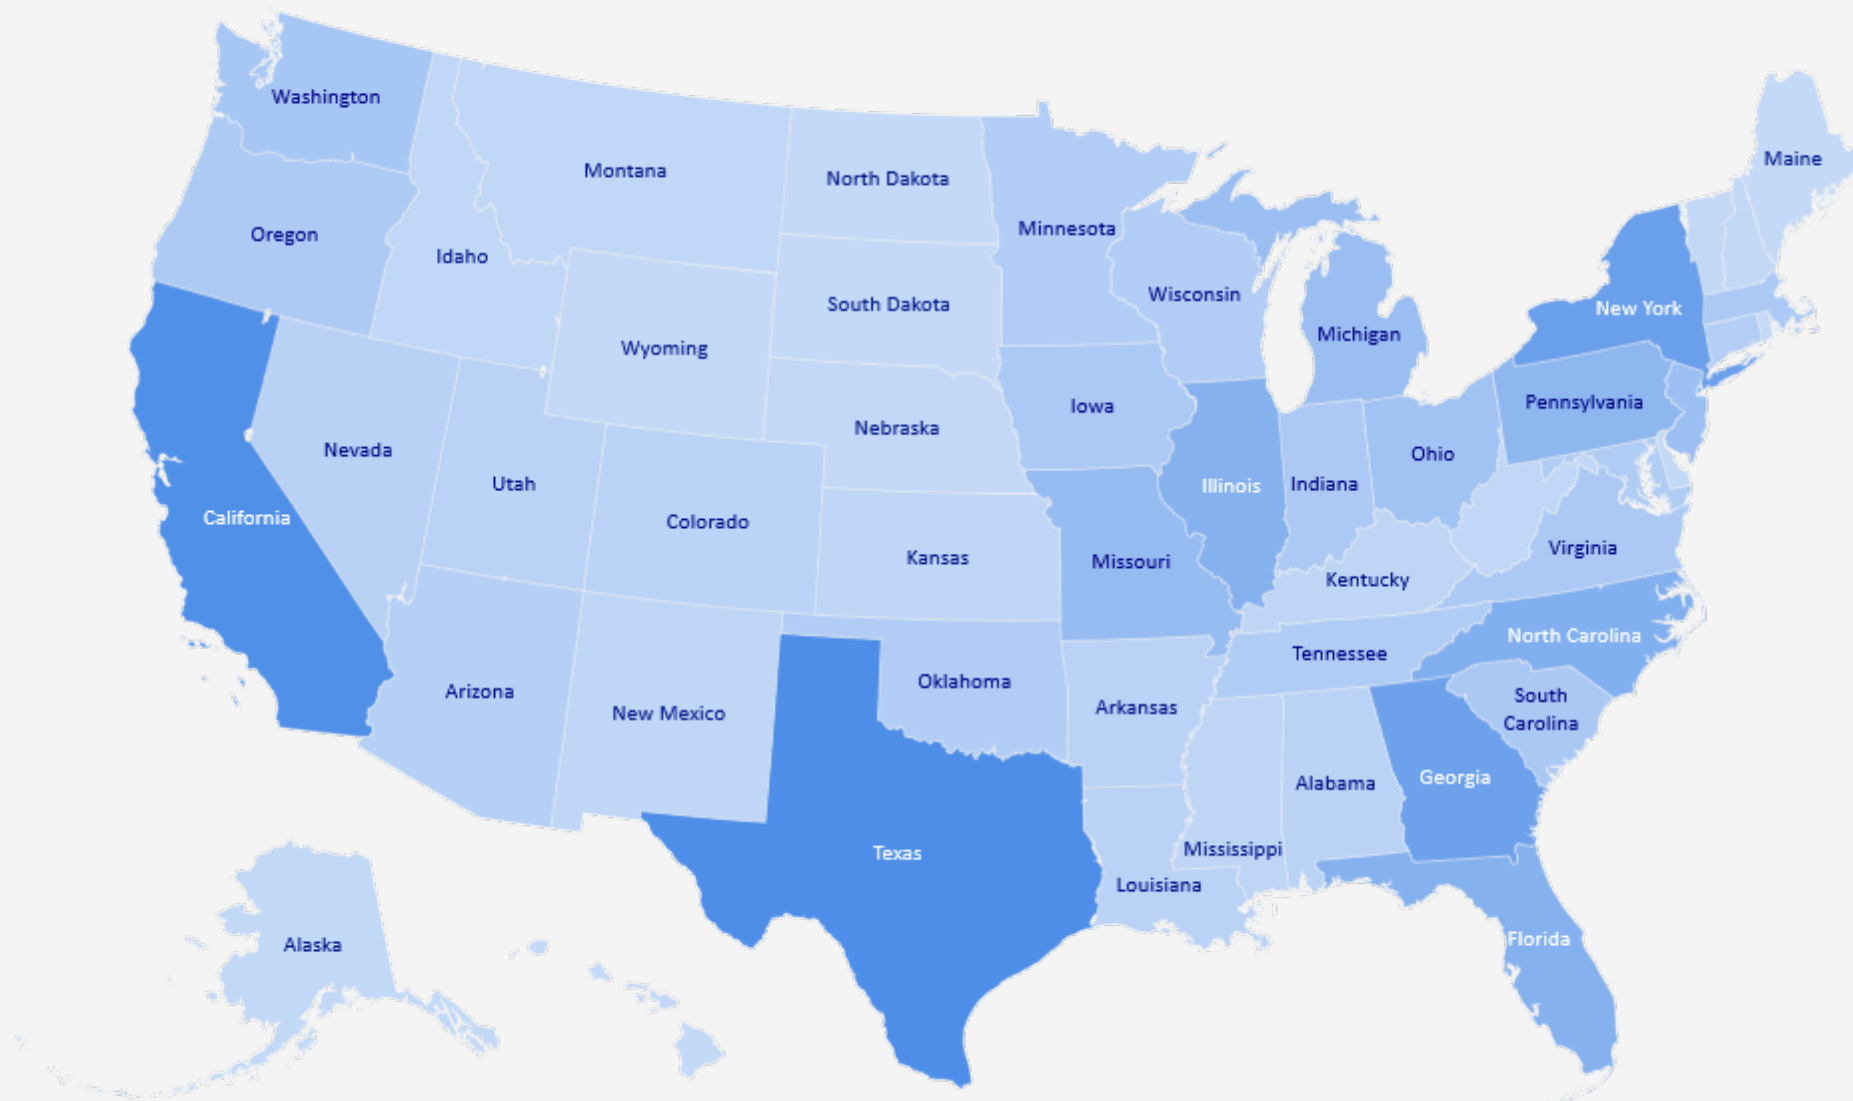 Washington
Montana
North Dakota
Maine
Oregon
Idaho
Minnesota
Wisconsin
South Dakota
New York
Michigan
Wyoming
Pennsylvania
Iowa
Nebraska
Nevada
Ohio
Utah
Illinois
Indiana
California
Colorado
Virginia
Kansas
Missouri
Kentucky
North Carolina
Tennessee
Oklahoma
Arizona
South
Carolina
Arkansas
New Mexico
Georgia
Alabama
Mississippi
Texas
Louisiana
Florida
Alaska